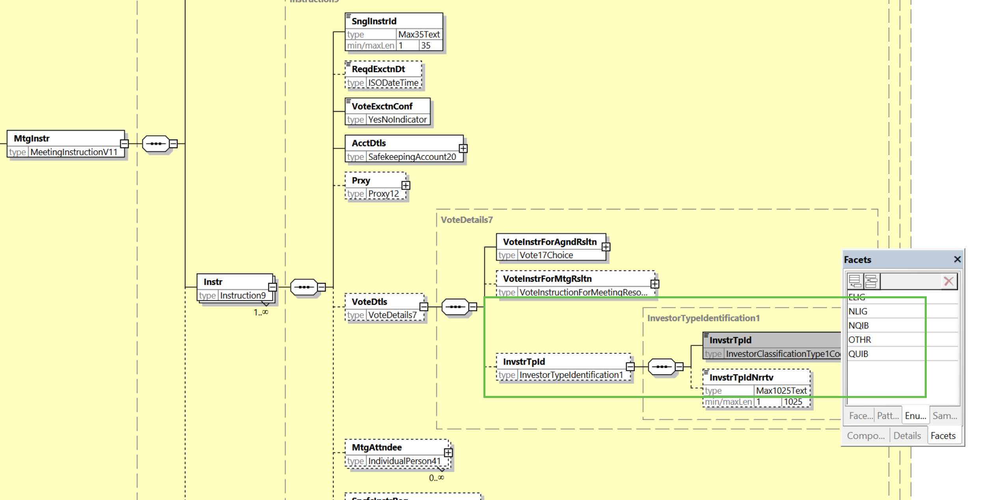 Instruction9
SnglInstrId
type Max35Text
min/maxLen 1 35
ReqdExctnDt
type ISODateTime
VoteExctnConf
type YesNoIndicator
MtgInstr
type MeetingInstructionV11
AcctDtls
type SafekeepingAccount20
Prxy
type Proxy12
VoteDetails7
VoteInstrForAgndRsltn
type Vote17Choice
VoteInstrForMtgRsltn
type VoteInstructionForMeetingReso...
Instr
type Instruction9
1..∞
VoteDtls
type VoteDetails7
InvestorTypeIdentification1
InvstrTpId
type InvestorClassificationType1Co
InvstrTpId
type InvestorTypeIdentification1
InvstrTpIdNrrtv
type Max1025Text
min/maxLen 1 1025
Facets
ELIG
NLIG
NQIB
OTHR
QUIB
Face... Patt... Enu... Sam...
Compo... Details Facets
MtgAttndee
type IndividualPerson41
0..∞